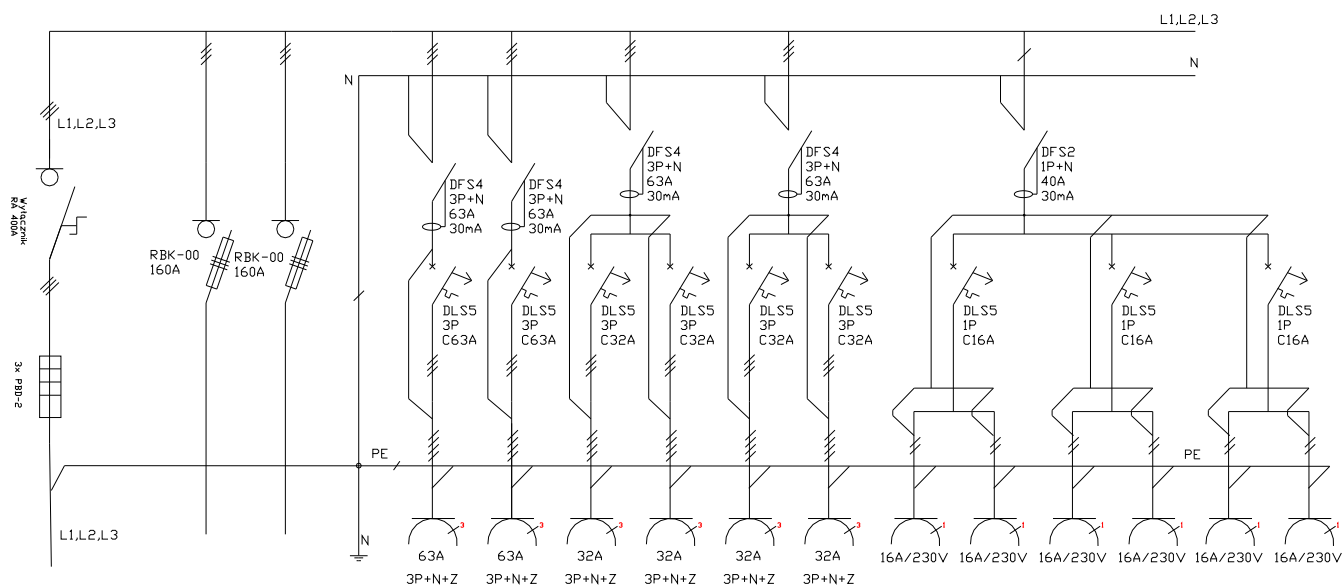 L1,L2,L3
N
N
L1,L2,L3
Wyłącznik
RA 400A
RBK-00
160A
RBK-00
160A
3x PBD-2
L1,L2,L3
DFS4
3P+N
63A
30mA
DFS4
3P+N
63A
30mA
DFS4
3P+N
63A
30mA
DFS4
3P+N
63A
30mA
DFS2
1P+N
40A
30mA
DLS5
3P
C63A
DLS5
3P
C63A
DLS5
3P
C32A
DLS5
3P
C32A
DLS5
3P
C32A
DLS5
3P
C32A
DLS5
1P
C16A
DLS5
1P
C16A
DLS5
1P
C16A
PE
PE
N
3
3
3
3
3
3
1
1
1
1
1
1
63A
3P+N+Z
63A
3P+N+Z
32A
3P+N+Z
32A
3P+N+Z
32A
3P+N+Z
32A
3P+N+Z
16A/230V
16A/230V
16A/230V
16A/230V
16A/230V
16A/230V